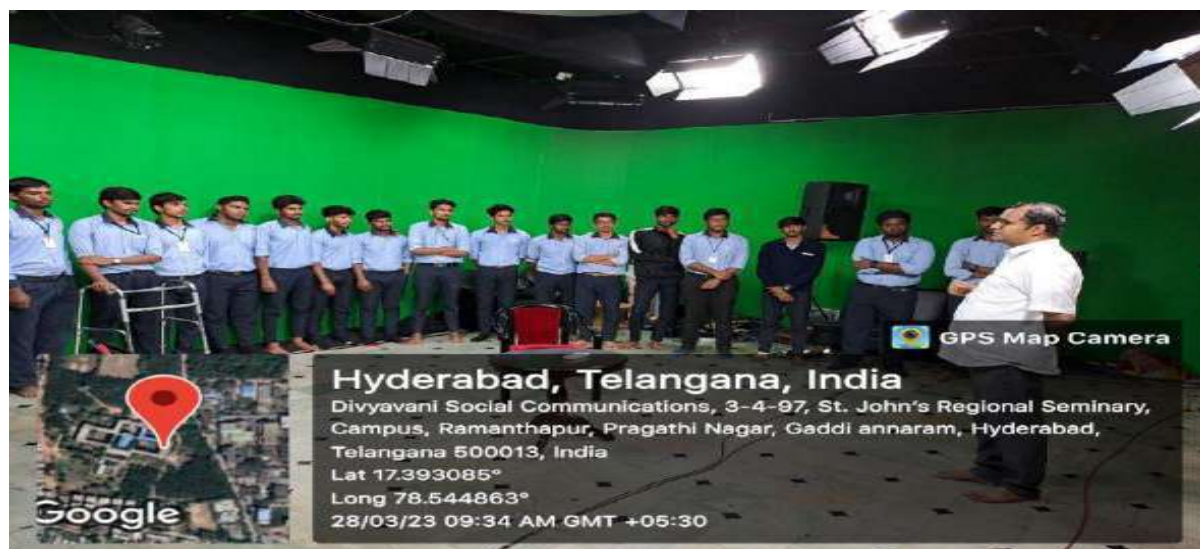 GPS Map Camera
Hyderabad, Telangana, India
Divyavani Social Communications, 3-4-97, St. John's Regional Seminary,
Campus, Ramanthapur, Pragathi Nagar, Gaddi annaram, Hyderabad,
Telangana 500013, India
Lat 17.393085°
Long 78.544863°
28/03/23 09:34 AM GMT +05:30
Google